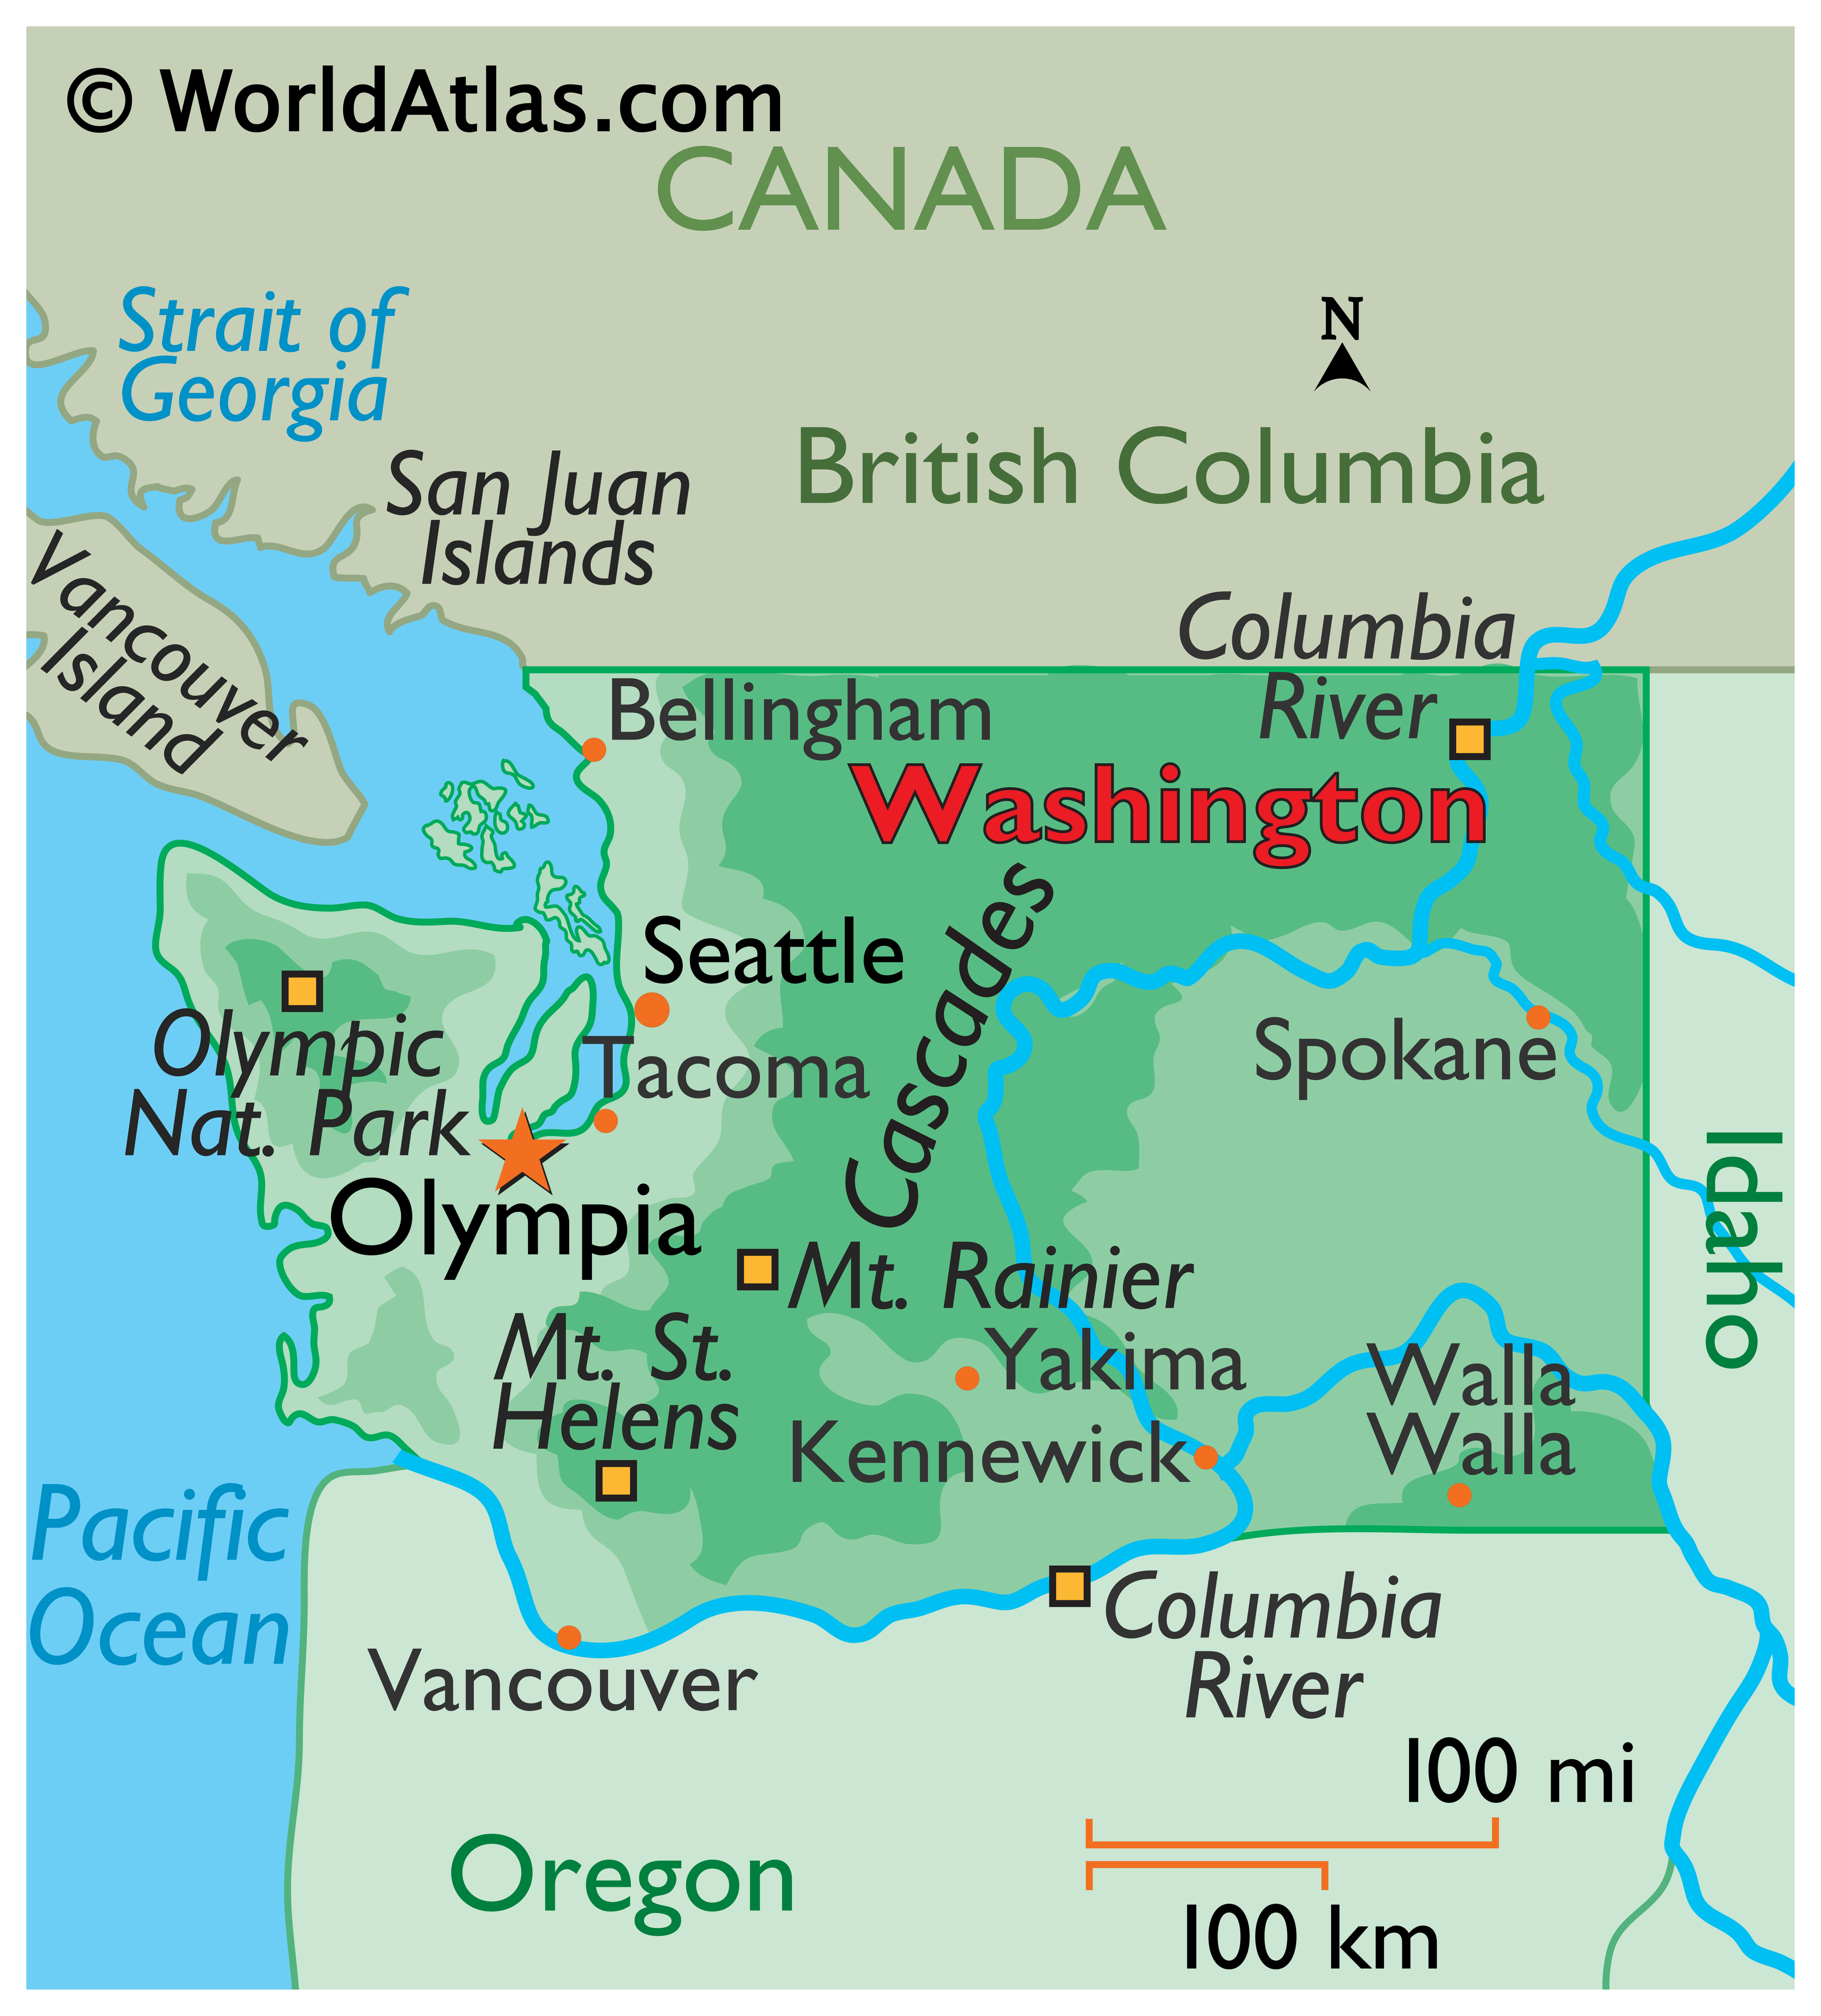 © WorldAtlas.com
CANADA
Strait of
Georgia
N
British Columbia
San Juan
Islands
Vancouver
Island
Columbia
River
Bellingham
Washington
Cascades
Seattle
Olympic
Nat. Park
Tacoma
Spokane
Idaho
Olympia
Mt. Rainier
Mt. St.
Helens
Yakima
Walla
Walla
Kennewick
Pacific
Ocean
Columbia
River
Vancouver
100 mi
Oregon
100 km